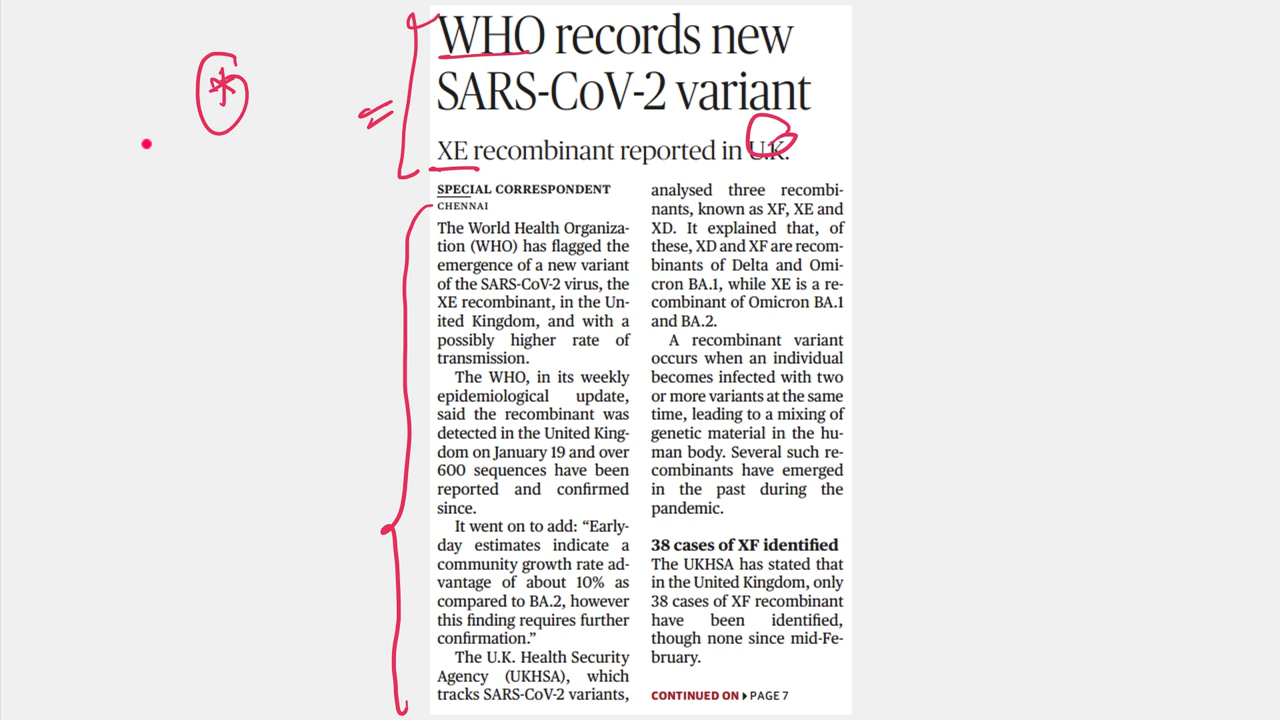 WHO records new
SARS-CoV-2 variant
XE recombinant reported in U.K.
SPECIAL CORRESPONDENT
CHENNAI
The World Health Organiza-
tion (WHO) has flagged the
emergence of a new variant
of the SARS-CoV-2 virus, the
XE recombinant, in the Un-
ited Kingdom, and with a
possibly higher rate of
transmission.
The WHO, in its weekly
epidemiological update,
said the recombinant was
detected in the United King-
dom on January 19 and over
600 sequences have been
reported and confirmed
since.
It went on to add: “Early-
day estimates indicate a
community growth rate ad-
vantage of about 10% as
compared to BA.2, however
this finding requires further
confirmation.”
The U.K. Health Security
Agency (UKHSA), which
tracks SARS-CoV-2 variants,
analysed three recombi-
nants, known as XF, XE and
XD. It explained that, of
these, XD and XF are recom-
binants of Delta and Omi-
cron BA.1, while XE is a re-
combinant of Omicron BA.1
and BA.2.
A recombinant variant
occurs when an individual
becomes infected with two
or more variants at the same
time, leading to a mixing of
genetic material in the hu-
man body. Several such re-
combinants have emerged
in the past during the
pandemic.
38 cases of XF identified
The UKHSA has stated that
in the United Kingdom, only
38 cases of XF recombinant
have been identified,
though none since mid-Fe-
bruary.
CONTINUED ON PAGE 7